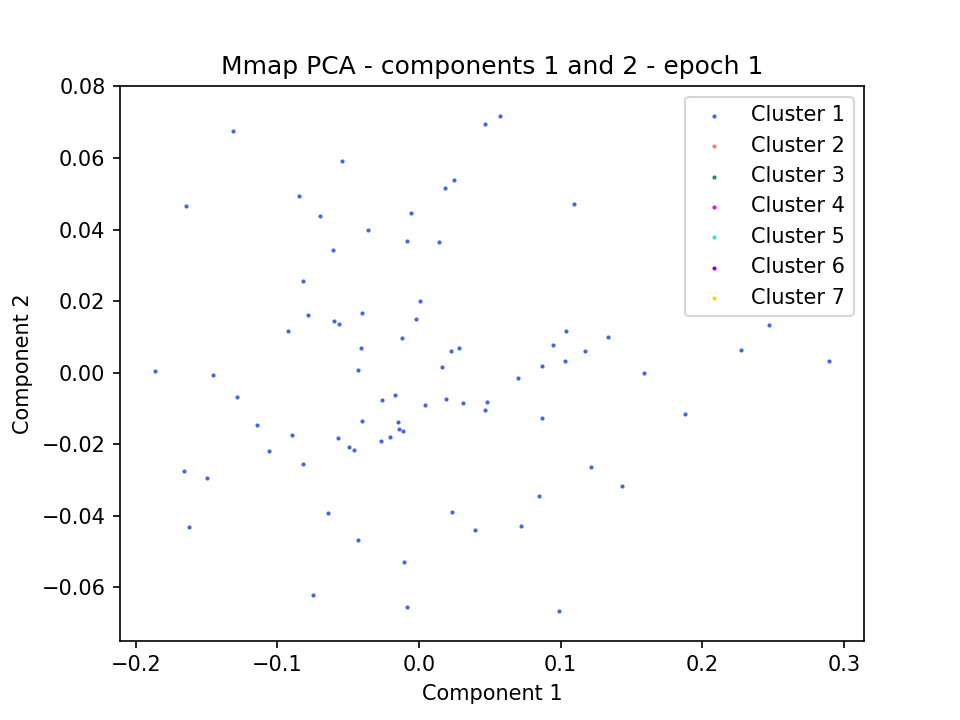 Mmap PCA - components 1 and 2 - epoch 1
0.08
0.06
0.04
0.02
0.00
−0.02
−0.04
−0.06
Component 2
Cluster 1
Cluster 2
Cluster 3
Cluster 4
Cluster 5
Cluster 6
Cluster 7
−0.2
−0.1
0.0
0.1
0.2
0.3
Component 1